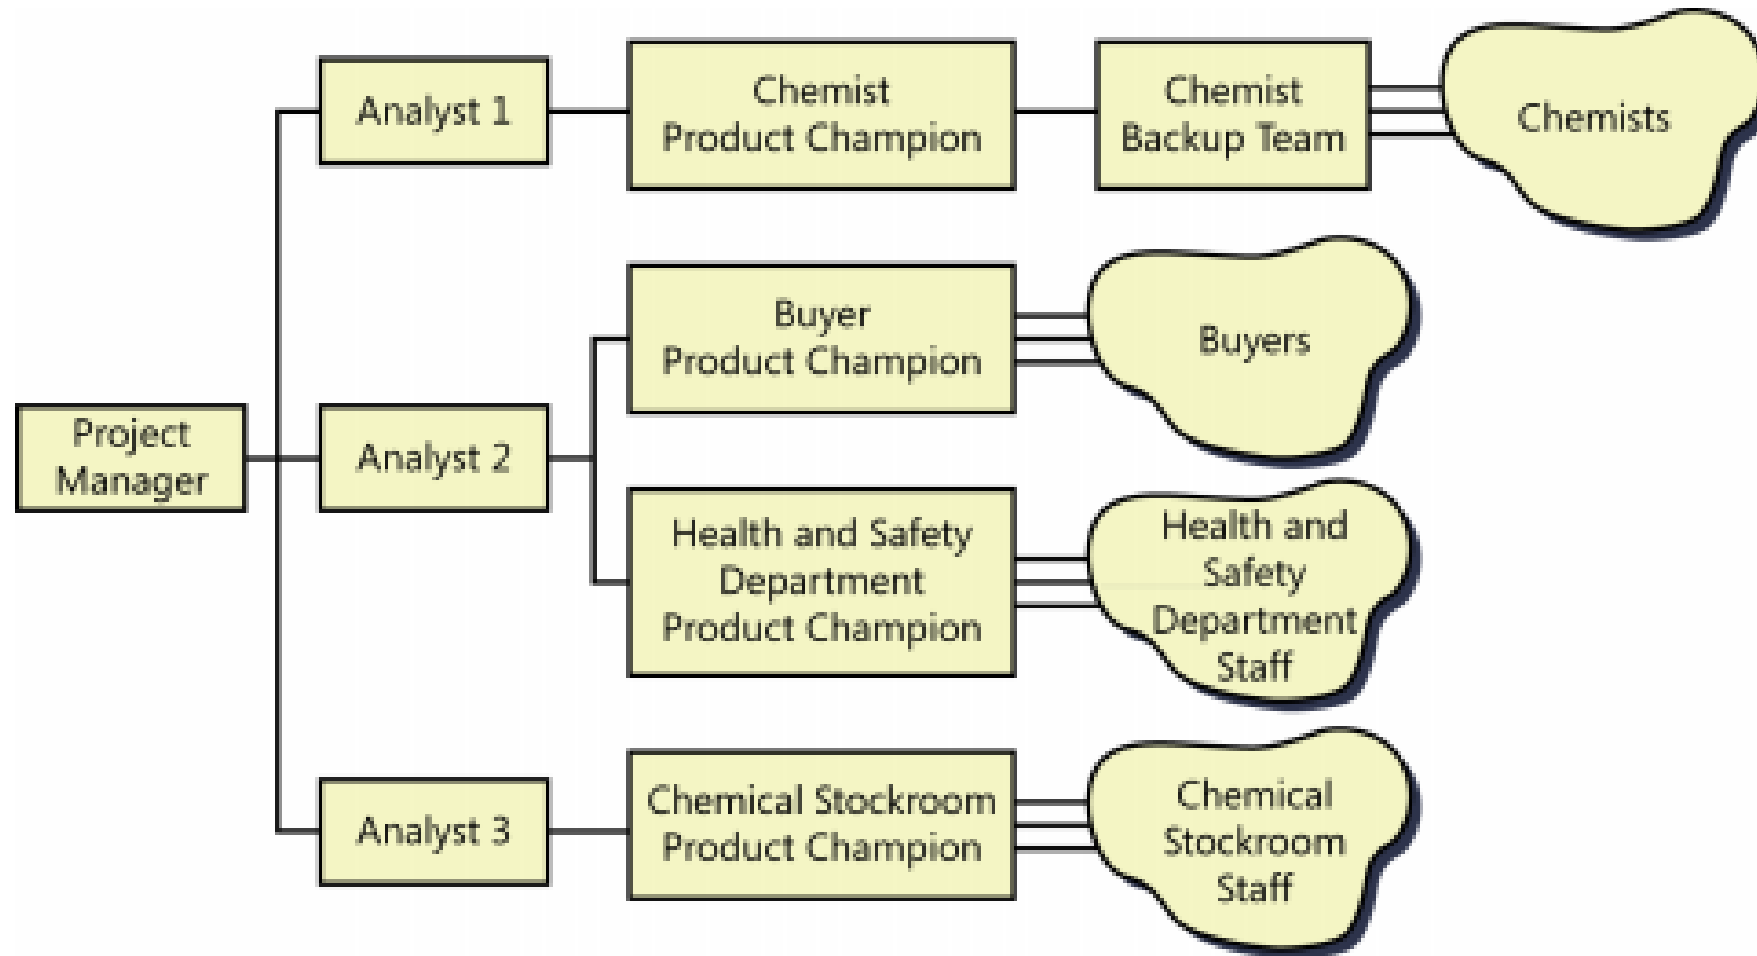 Analyst 1
Chemist
Product Champion
Chemist
Backup Team
Chemists
Buyer
Product Champion
Buyers
Project
Manager
Analyst 2
Health and Safety
Department
Product Champion
Health and
Safety
Department
Staff
Analyst 3
Chemical Stockroom
Product Champion
Chemical
Stockroom
Staff